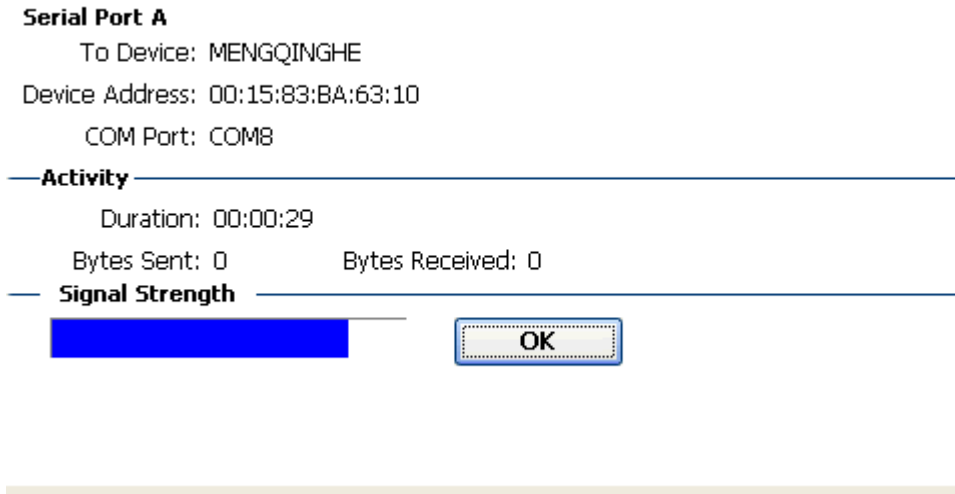 Serial Port A
To Device: MENGQINGHE
Device Address: 00:15:83:BA:63:10
COM Port: COM8
Activity
Duration: 00:00:29
Bytes Sent: 0 Bytes Received: 0
Signal Strength
OK